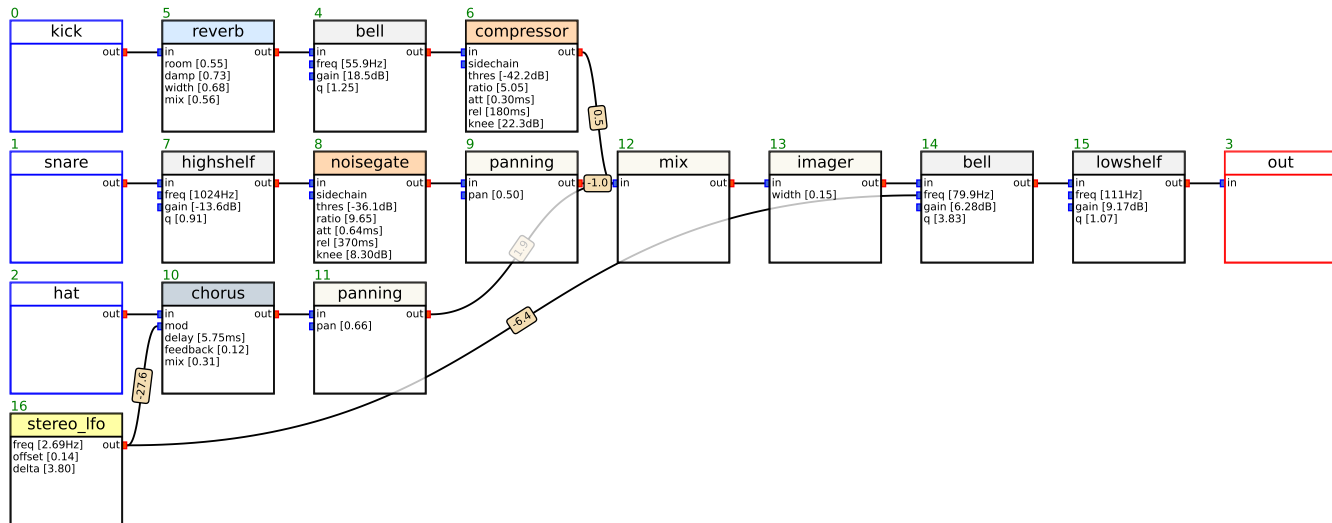 0
kick
out
5
reverb
in out
room [0.55]
damp [0.73]
width [0.68]
mix [0.56]
4
bell
in out
freq [55.9Hz]
gain [18.5dB]
q [1.25]
6
compressor
in out
sidechain
thres [-42.2dB]
ratio [5.05]
att [0.30ms]
rel [180ms]
knee [22.3dB]
0.5
1
snare
out
7
highshelf
in out
freq [1024Hz]
gain [-13.6dB]
q [0.91]
8
noisegate
in out
sidechain
thres [-36.1dB]
ratio [9.65]
att [0.64ms]
rel [370ms]
knee [8.30dB]
9
panning
in out
pan [0.50]
-1.0
12
mix
in out
13
imager
in out
width [0.15]
14
bell
in out
freq [79.9Hz]
gain [6.28dB]
q [3.83]
15
lowshelf
in out
freq [111Hz]
gain [9.17dB]
q [1.07]
3
out
in
1.9
2
hat
out
10
chorus
in out
mod
delay [5.75ms]
feedback [0.12]
mix [0.31]
11
panning
in out
pan [0.66]
-6.4
-27.6
16
stereo_lfo
freq [2.69Hz] out
offset [0.14]
delta [3.80]